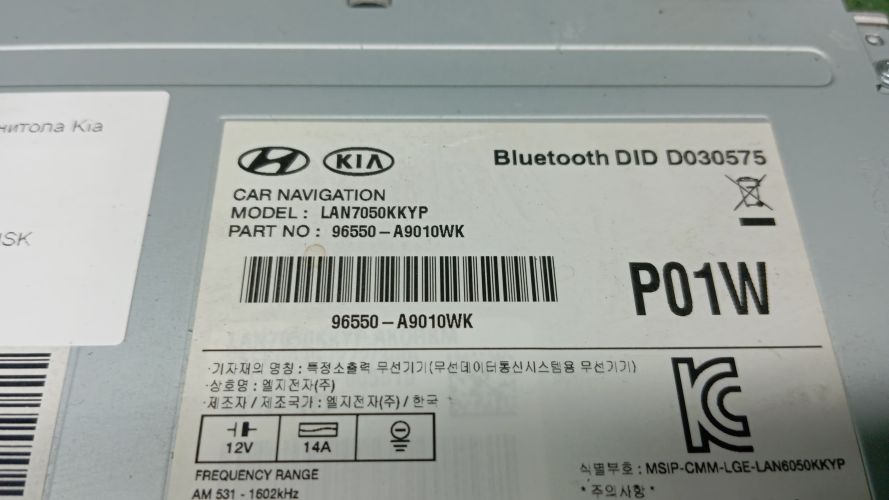 нитола Kia
SK
KIA
Bluetooth DID D030575
CAR NAVIGATION
MODEL : LAN7050KKYP
PART NO : 96550-A9010WK
P01W
96550-A9010WK
·기자재의 명칭 : 특정소출력 무선기기(무선데이터통신시스템용 무선기기)
·상호명 : 엘지전자(주)
·제조자 / 제조국가 : 엘지전자(주) / 한국
12V
14A
FREQUENCY RANGE
AM 531 - 1602kHz
식별부호 : MSIP-CMM-LGE-LAN6050KKYP
* 주의사항 *